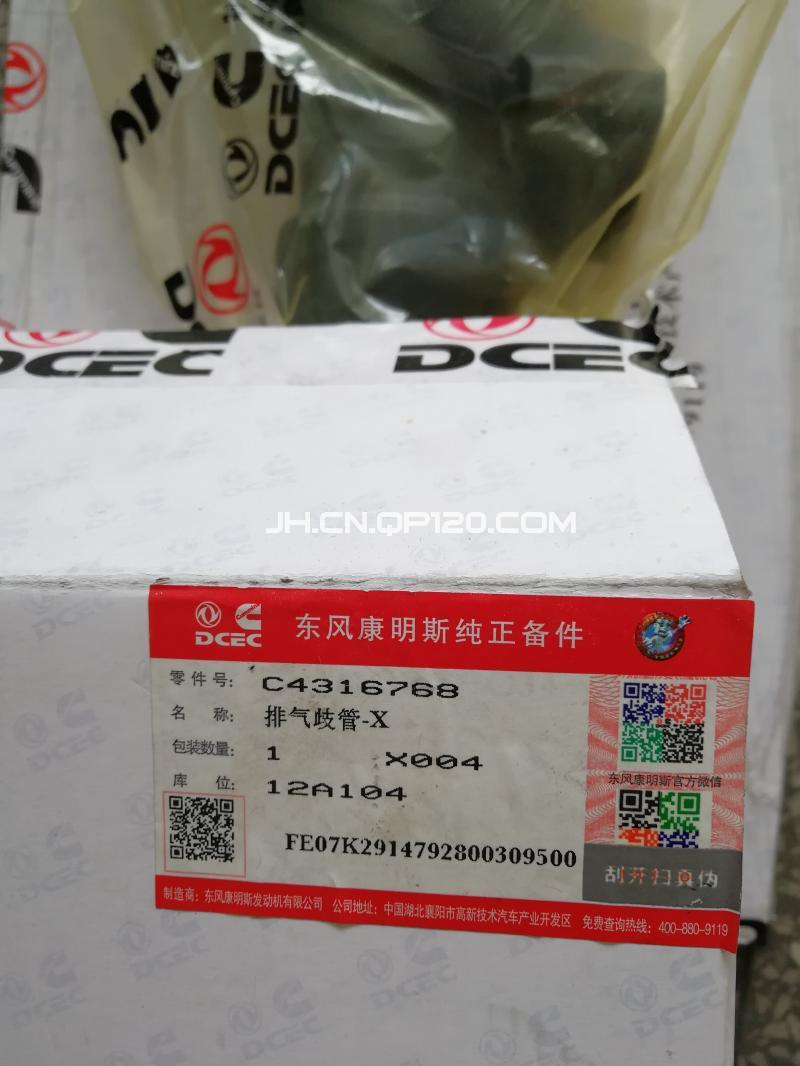 DCEC
DCEC
DCEC
JH.CN.QP120.COM
DCEC
东风康明斯纯正备件
零件号: C4316768
名 称: 排气歧管-X
包装数量: 1 X004
库 位: 12A104
东风康明斯官方微信
FE07K2914792800309500
刮开扫真伪
制造商: 东风康明斯发动机有限公司 公司地址: 中国湖北襄阳市高新技术汽车产业开发区 免费查询热线: 400-880-9119
DCEC